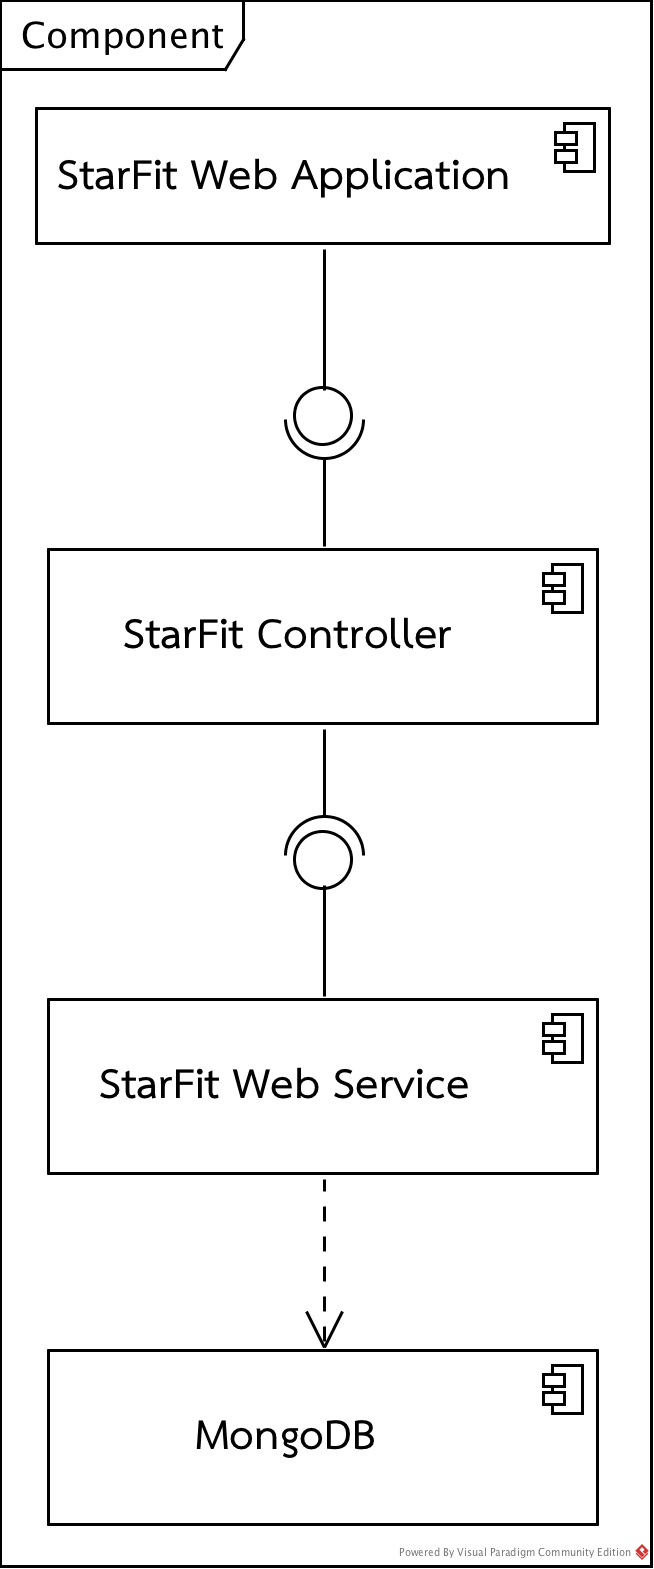 Component
StarFit Web Application
StarFit Controller
StarFit Web Service
MongoDB
Powered By Visual Paradigm Community Edition